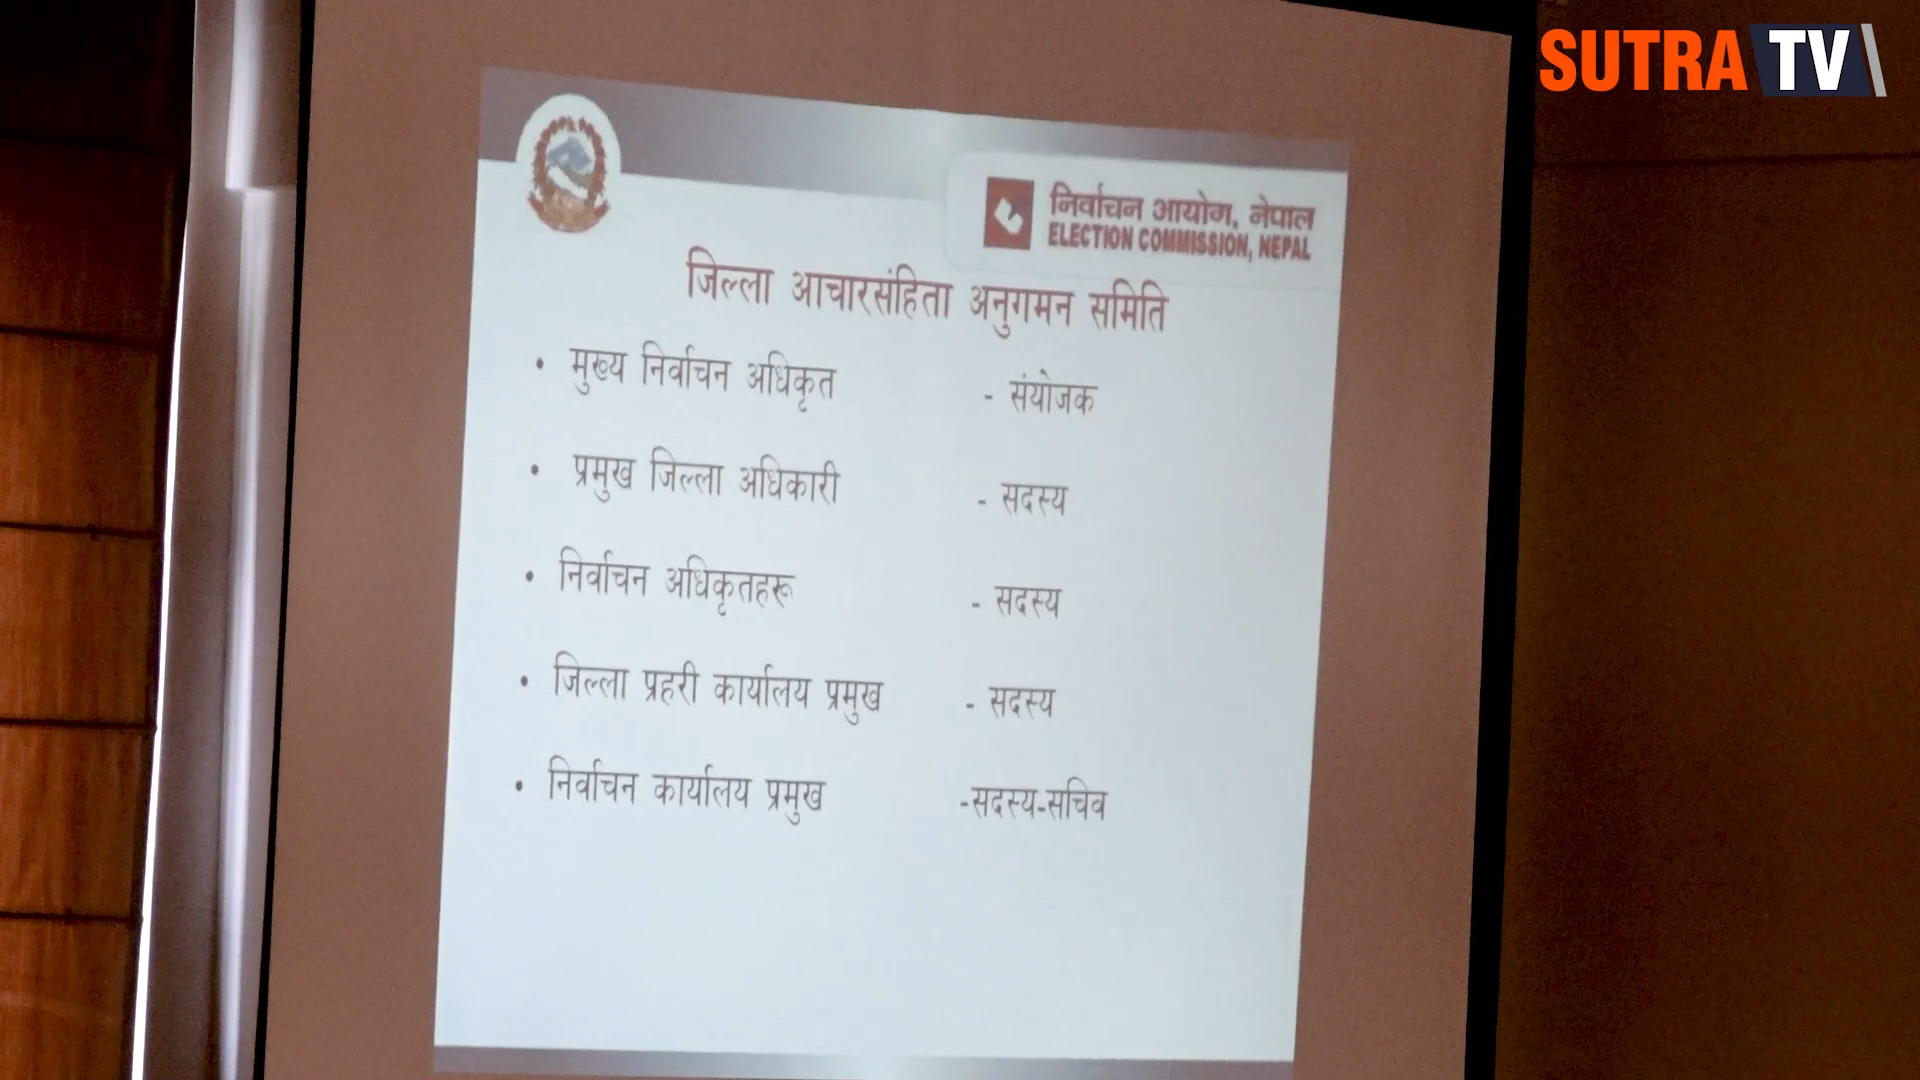 SUTRA TV
निर्वाचन आयोग, नेपाल
ELECTION COMMISSION, NEPAL
जिल्ला आचारसंहिता अनुगमन समिति
• मुख्य निर्वाचन अधिकृत - संयोजक
• प्रमुख जिल्ला अधिकारी - सदस्य
• निर्वाचन अधिकृतहरू - सदस्य
• जिल्ला प्रहरी कार्यालय प्रमुख - सदस्य
• निर्वाचन कार्यालय प्रमुख -सदस्य-सचिव